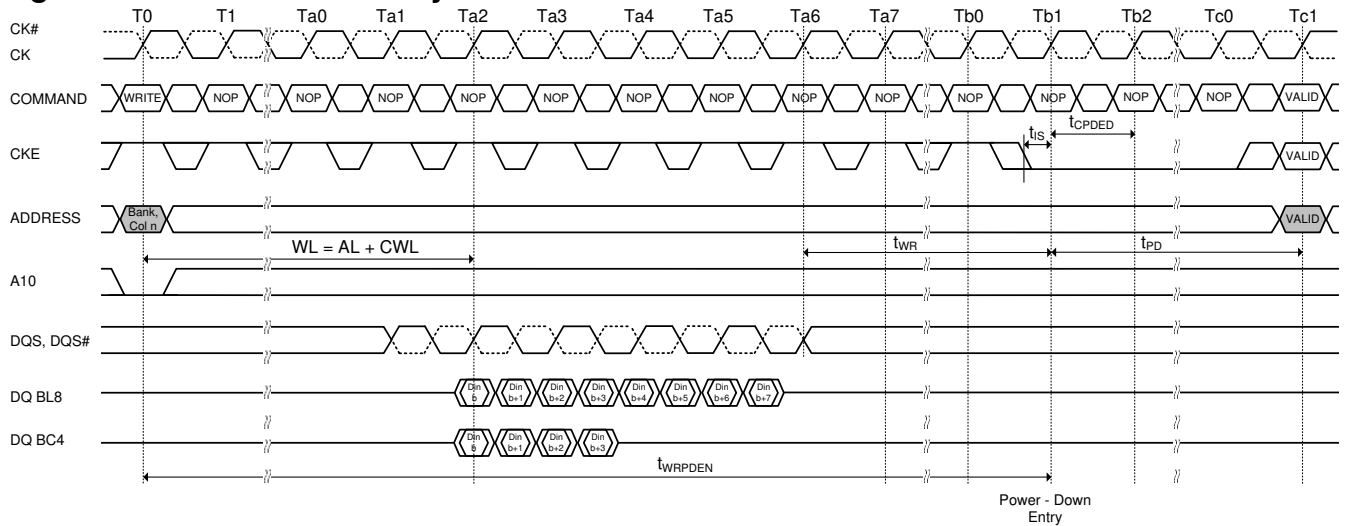 T0 T1 Ta0 Ta1 Ta2 Ta3 Ta4 Ta5 Ta6 Ta7 Tb0 Tb1 Tb2 Tc0 Tc1
CK#
CK
COMMAND WRITE NOP NOP NOP NOP NOP NOP NOP NOP NOP NOP NOP NOP NOP VALID
tIS tCPDED
CKE VALID
ADDRESS Bank, Col n VALID
WL = AL + CWL tWR tPD
A10
DQS, DQS#
DQ BL8 Din b Din b+1 Din b+2 Din b+3 Din b+4 Din b+5 Din b+6 Din b+7
DQ BC4 Din b Din b+1 Din b+2 Din b+3
tWRPDEN
Power - Down
Entry